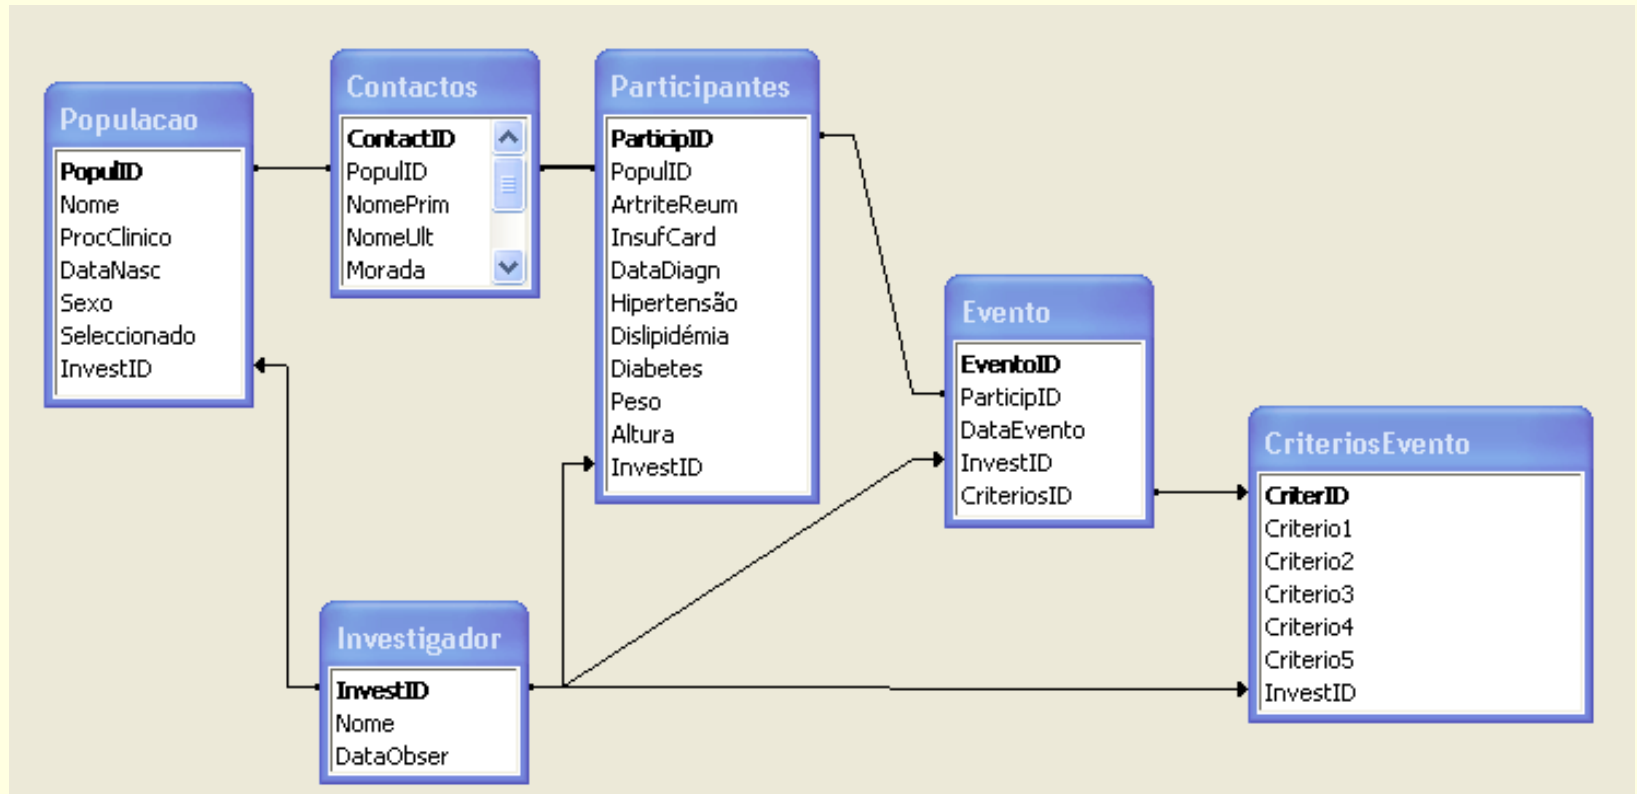 Populacao
PopulID
Nome
ProcClinico
DataNasc
Sexo
Seleccionado
InvestID
Contactos
ContactID
PopulID
NomePrim
NomeUlt
Morada
Participantes
ParticipID
PopulID
ArtriteReum
InsufCard
DataDiagn
Hipertensão
Dislipidémia
Diabetes
Peso
Altura
InvestID
Evento
EventoID
ParticipID
DataEvento
InvestID
CriteriosID
CriteriosEvento
CriterID
Criterio1
Criterio2
Criterio3
Criterio4
Criterio5
InvestID
Investigador
InvestID
Nome
DataObser